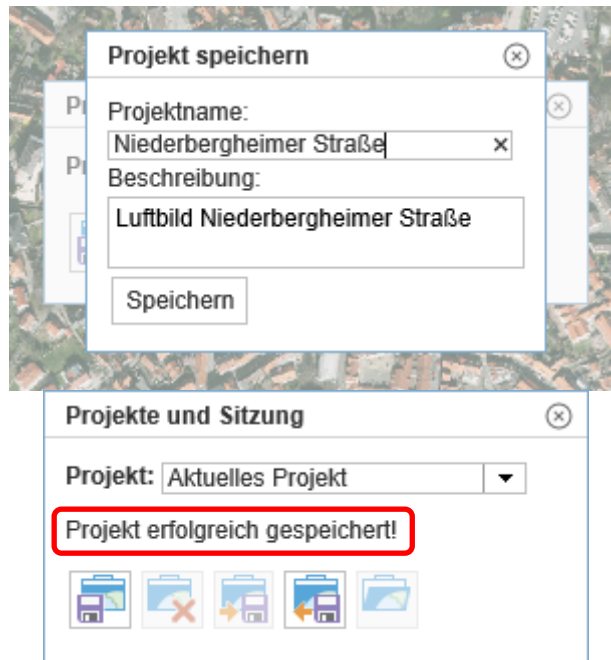 Projekt speichern
Projektname:
Niederbergheimer Straße
Beschreibung:
Luftbild Niederbergheimer Straße
Speichern
Projekte und Sitzung
Projekt: Aktuelles Projekt
Projekt erfolgreich gespeichert!